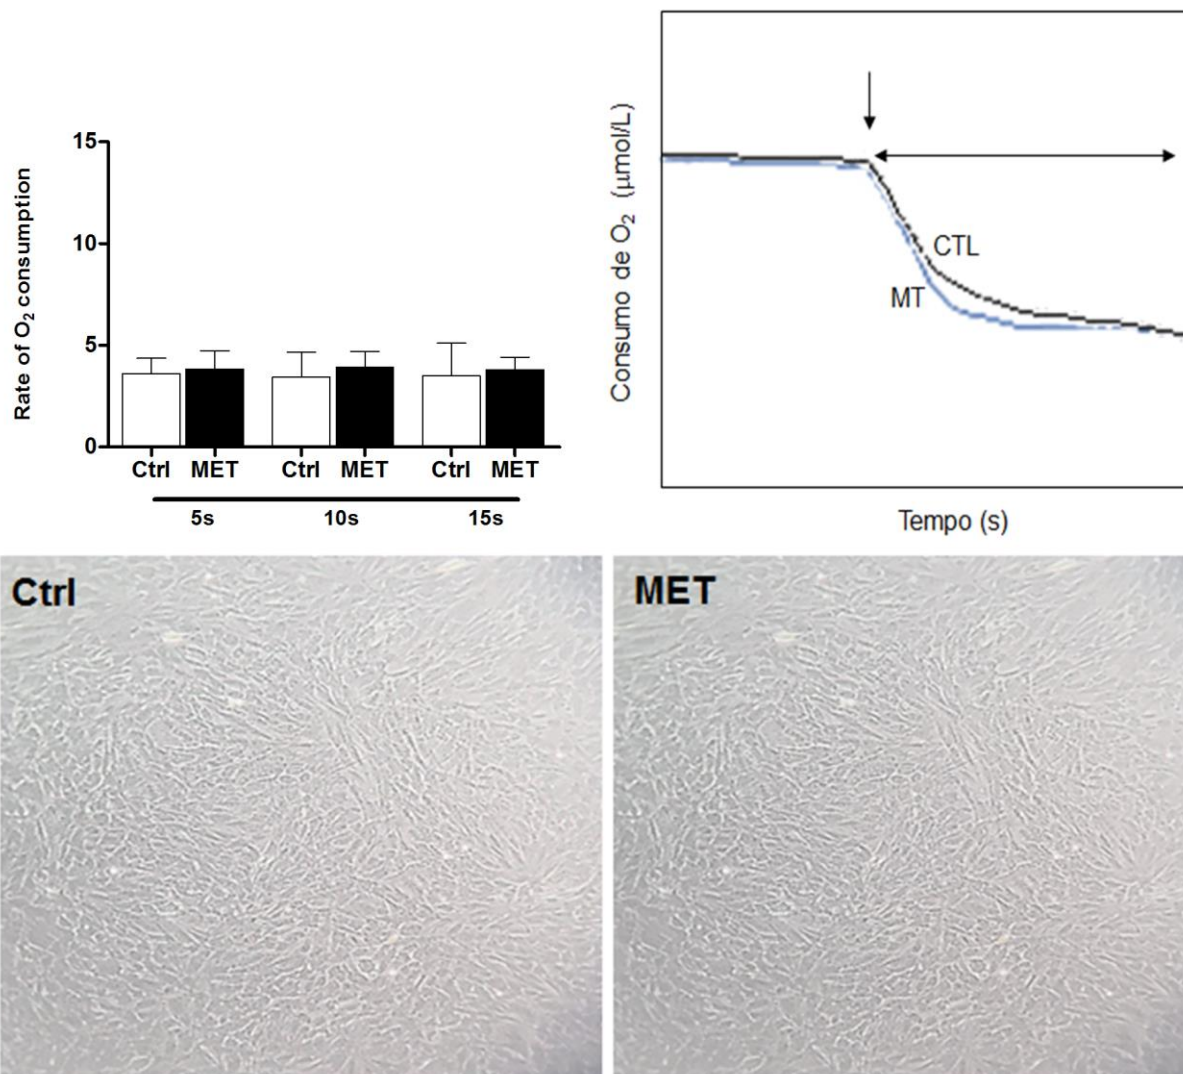 Rate of O₂ consumption
15
10
5
0
Ctrl MET Ctrl MET Ctrl MET
5s 10s 15s
Consumo de O₂ (µmol/L)
CTL
MT
Tempo (s)
Ctrl
MET